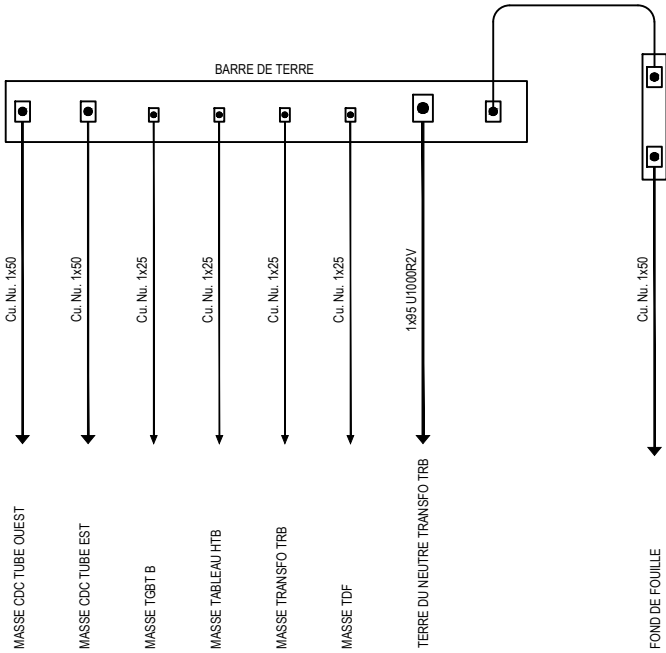 BARRE DE TERRE
Cu. Nu. 1x50
Cu. Nu. 1x50
Cu. Nu. 1x25
Cu. Nu. 1x25
Cu. Nu. 1x25
Cu. Nu. 1x25
1x95 U1000R2V
Cu. Nu. 1x50
MASSE CDC TUBE OUEST
MASSE CDC TUBE EST
MASSE TGBT B
MASSE TABLEAU HTB
MASSE TRANSFO TRB
MASSE TDF
TERRE DU NEUTRE TRANSFO TRB
FOND DE FOUILLE